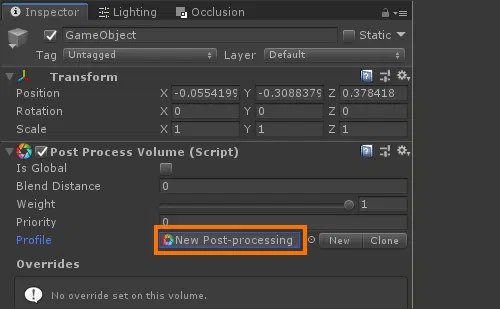 Inspector Lighting Occlusion
GameObject Static
Tag Untagged Layer Default
Transform
Position X -0.0554199 Y -0.3088379 Z 0.378418
Rotation X 0 Y 0 Z 0
Scale X 1 Y 1 Z 1
Post Process Volume (Script)
Is Global
Blend Distance 0
Weight 1
Priority 0
Profile New Post-processing New Clone
Overrides
No override set on this volume.